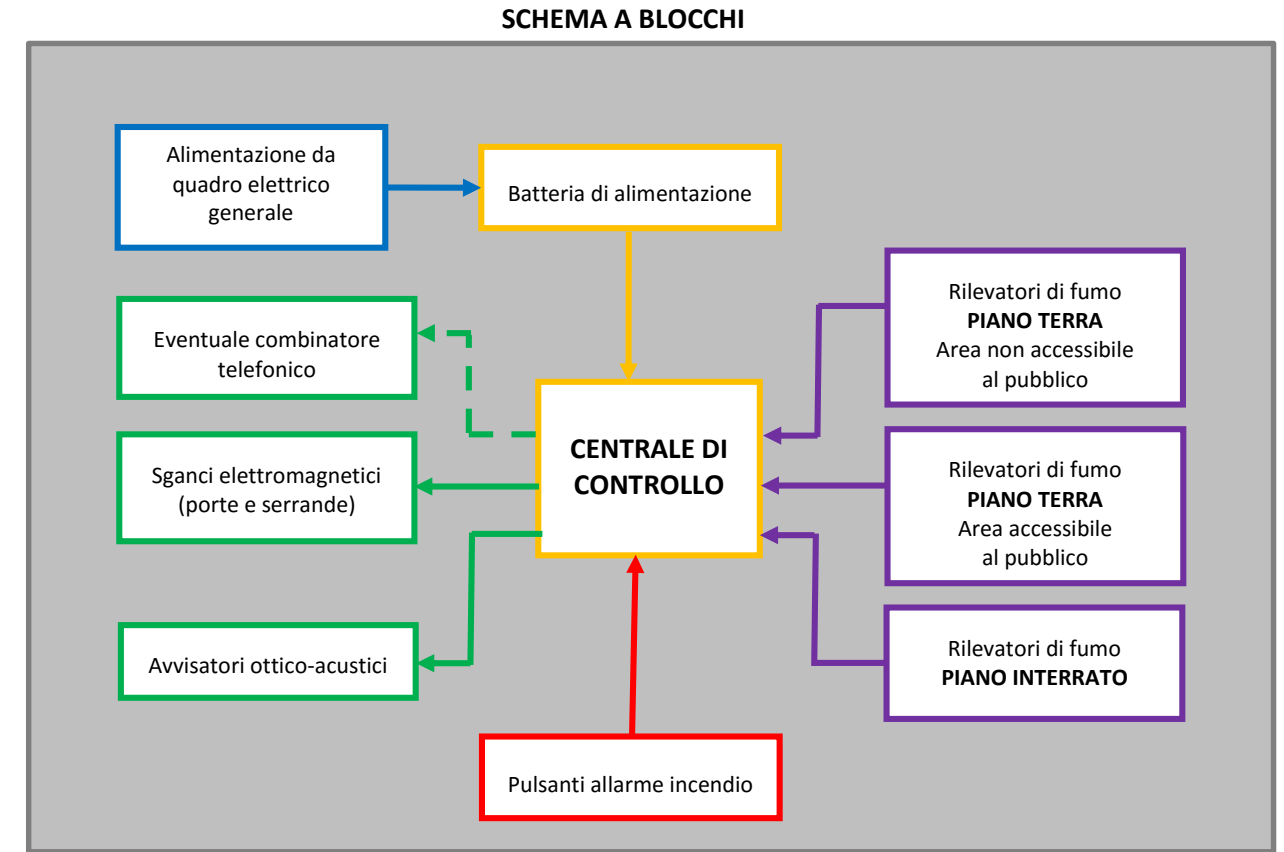 SCHEMA A BLOCCHI
Alimentazione da
quadro elettrico
generale
Batteria di alimentazione
Eventuale combinatore
telefonico
Sganci elettromagnetici
(porte e serrande)
Avvisatori ottico-acustici
CENTRALE DI
CONTROLLO
Pulsanti allarme incendio
Rilevatori di fumo
PIANO TERRA
Area non accessibile
al pubblico
Rilevatori di fumo
PIANO TERRA
Area accessibile
al pubblico
Rilevatori di fumo
PIANO INTERRATO